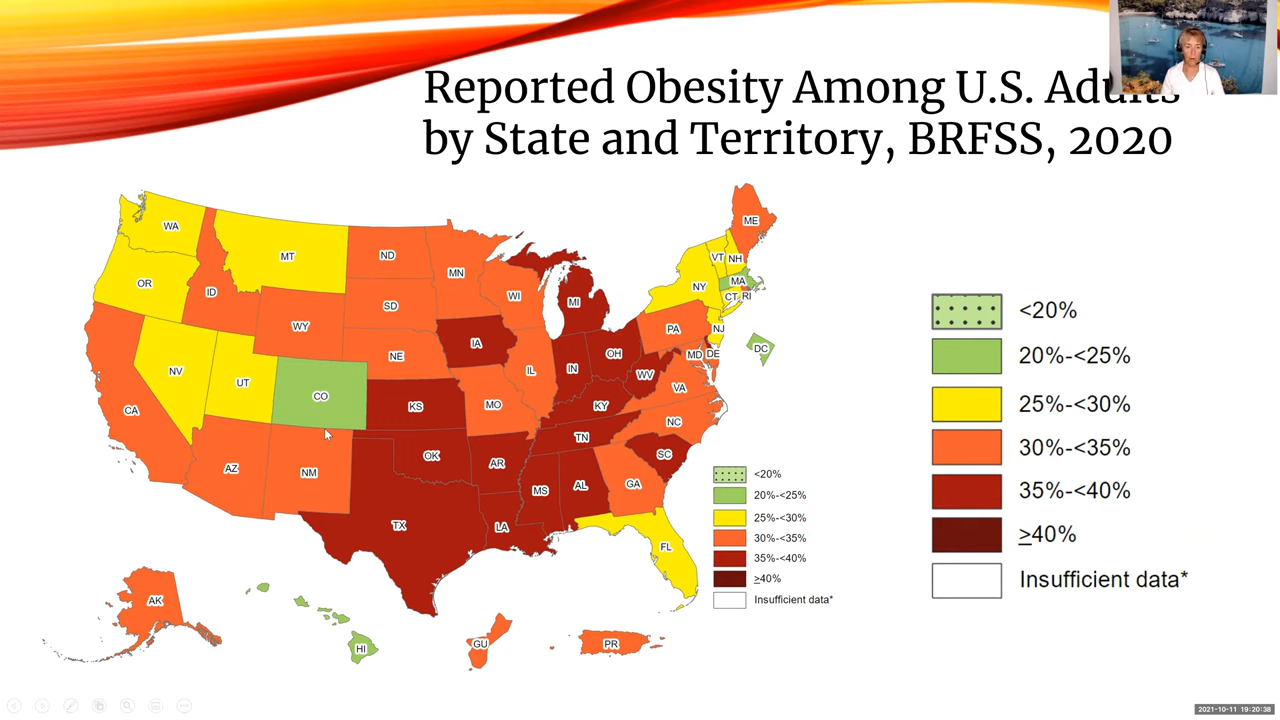 Reported Obesity Among U.S. Adults
by State and Territory, BRFSS, 2020
WA
MT
ND
MN
ME
OR
ID
SD
WI
MI
VT
NH
NY
MA
CT
RI
WY
NE
IA
PA
NJ
NV
UT
CO
IL
IN
OH
MD
DE
DC
WV
VA
CA
KS
MO
KY
NC
AZ
NM
OK
AR
TN
SC
MS
AL
GA
TX
LA
FL
AK
HI
GU
PR
<20%
20%-<25%
25%-<30%
30%-<35%
35%-<40%
≥40%
Insufficient data*
<20%
20%-<25%
25%-<30%
30%-<35%
35%-<40%
≥40%
Insufficient data*
2021-10-11 19:20:38